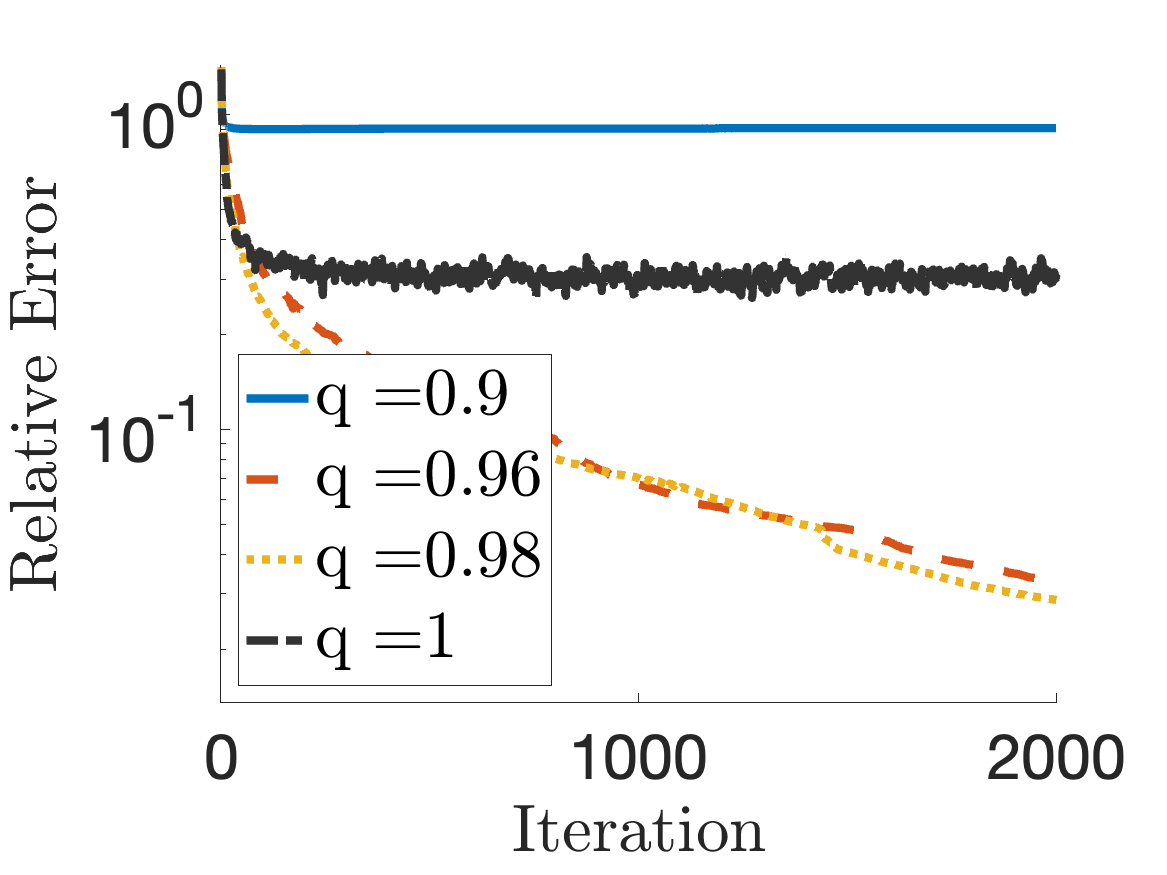 10^0
10^-1
Relative Error
q =0.9
q =0.96
q =0.98
q =1
0 1000 2000
Iteration